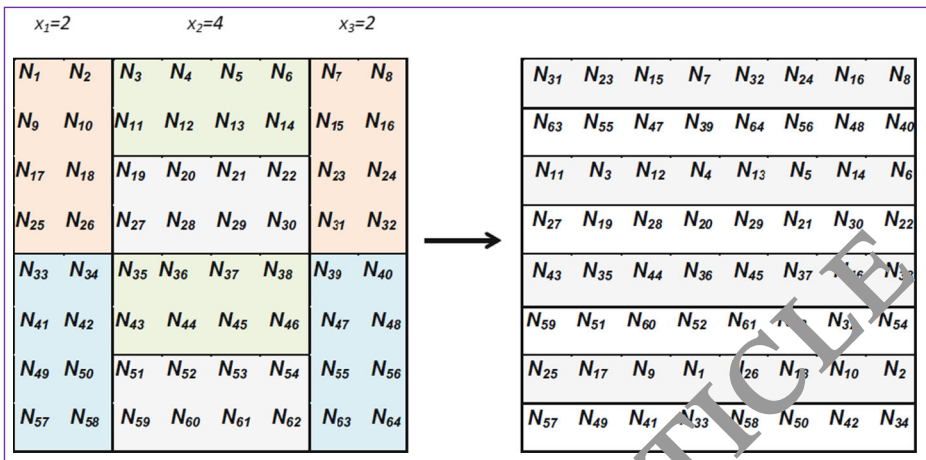 x₁=2 x₂=4 x₃=2
N₁ N₂ N₃ N₄ N₅ N₆ N₇ N₈
N₉ N₁₀ N₁₁ N₁₂ N₁₃ N₁₄ N₁₅ N₁₆
N₁₇ N₁₈ N₁₉ N₂₀ N₂₁ N₂₂ N₂₃ N₂₄
N₂₅ N₂₆ N₂₇ N₂₈ N₂₉ N₃₀ N₃₁ N₃₂
N₃₃ N₃₄ N₃₅ N₃₆ N₃₇ N₃₈ N₃₉ N₄₀
N₄₁ N₄₂ N₄₃ N₄₄ N₄₅ N₄₆ N₄₇ N₄₈
N₄₉ N₅₀ N₅₁ N₅₂ N₅₃ N₅₄ N₅₅ N₅₆
N₅₇ N₅₈ N₅₉ N₆₀ N₆₁ N₆₂ N₆₃ N₆₄
N₃₁ N₂₃ N₁₅ N₇ N₃₂ N₂₄ N₁₆ N₈
N₆₃ N₅₅ N₄₇ N₃₉ N₆₄ N₅₆ N₄₈ N₄₀
N₁₁ N₃ N₁₂ N₄ N₁₃ N₅ N₁₄ N₆
N₂₇ N₁₉ N₂₈ N₂₀ N₂₉ N₂₁ N₃₀ N₂₂
N₄₃ N₃₅ N₄₄ N₃₆ N₄₅ N₃₇
N₅₉ N₅₁ N₆₀ N₅₂ N₆₁ N₅₄
N₂₅ N₁₇ N₉ N₁ N₂₆ N₁₀ N₂
N₅₇ N₄₉ N₄₁ N₃₃ N₅₈ N₅₀ N₄₂ N₃₄
TICLE